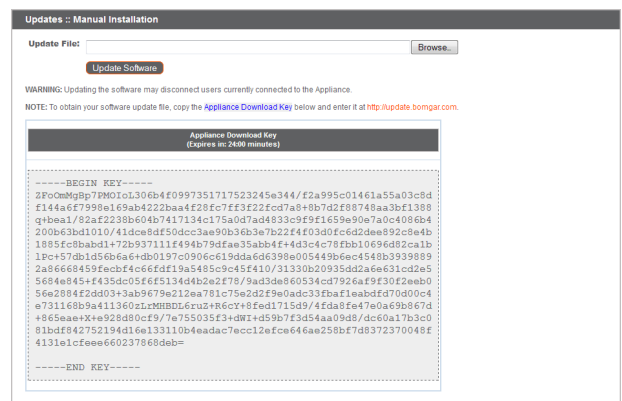 Updates :: Manual Installation
Update File:
Browse..
Update Software
WARNING: Updating the software may disconnect users currently connected to the Appliance.
NOTE: To obtain your software update file, copy the Appliance Download Key below and enter it at http://update.bomgar.com.
Appliance Download Key
(Expires in: 24:00 minutes)
-----BEGIN KEY-----
ZFoOmMgBp7PMOIoL306b4f0997351717523245e344/f2a995c01461a55a03c8d
f144a6f7998e169ab4222baa4f28fc7ff3f22fcd7a8+8b7d2f88748aa3bf1388
q+bea1/82af2238b604b7417134c175a0d7ad4833c9f9f1659e90e7a0c4086b4
200b63bd1010/41dce8df50dcc3ae90b36b3e7b22f4f03d0fc6d2dee892c8e4b
1885fc8babd1+72b937111f494b79dfae35abb4f+4d3c4c78fbb10696d82ca1b
1Pc+57db1d56b6a6+db0197c0906c619dda6d6398e005449b6ec4548b3939889
2a86668459fecbf4c66fdf19a5485c9c45f410/31330b20935dd2a6e631cd2e5
5684e845+f435dc05f6f5134d4b2e2f78/9ad3de860534cd7926af9f30f2eeb0
56e2884f2dd03+3ab9679e212ea781c75e2d2f9e0adc33fbaf1eabdfd70d00c4
e731168b9a411360zLrMHBDL6ruZ+R6cY+8fed1715d9/4fda8fe47e0a69b867d
+865eae+X+e928d80cf9/7e755035f3+dWI+d59b7f3d54aa09d8/dc60a17b3c0
81bdf842752194d16e133110b4eadac7ecc12efce646ae258bf7d8372370048f
4131e1cfeee660237868deb=
-----END KEY-----